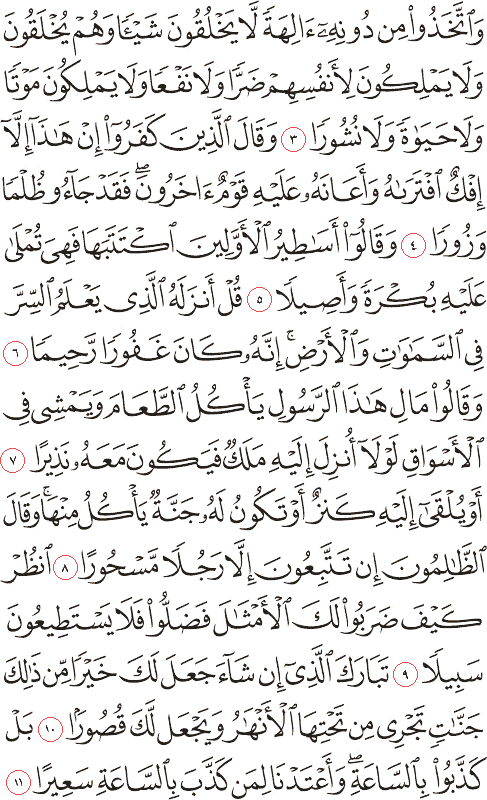 وَٱتَّخَذُوا۟ مِن دُونِهِۦٓ ءَالِهَةً لَّا يَخْلُقُونَ شَيْـًٔا وَهُمْ يُخْلَقُونَ
وَلَا يَمْلِكُونَ لِأَنفُسِهِمْ ضَرًّا وَلَا نَفْعًا وَلَا يَمْلِكُونَ مَوْتًا
وَلَا حَيَوٰةً وَلَا نُشُورًا ٣ وَقَالَ ٱلَّذِينَ كَفَرُوٓا۟ إِنْ هَـٰذَآ إِلَّآ
إِفْكٌ ٱفْتَرَىٰهُ وَأَعَانَهُۥ عَلَيْهِ قَوْمٌ ءَاخَرُونَ ۖ فَقَدْ جَآءُو ظُلْمًا
وَزُورًا ٤ وَقَالُوٓا۟ أَسَـٰطِيرُ ٱلْأَوَّلِينَ ٱكْتَتَبَهَا فَهِىَ تُمْلَىٰ
عَلَيْهِ بُكْرَةً وَأَصِيلًا ٥ قُلْ أَنزَلَهُ ٱلَّذِى يَعْلَمُ ٱلسِّرَّ
فِى ٱلسَّمَـٰوَٰتِ وَٱلْأَرْضِ ۚ إِنَّهُۥ كَانَ غَفُورًا رَّحِيمًا ٦
وَقَالُوا۟ مَالِ هَـٰذَا ٱلرَّسُولِ يَأْكُلُ ٱلطَّعَامَ وَيَمْشِى فِى
ٱلْأَسْوَاقِ ۙ لَوْلَآ أُنزِلَ إِلَيْهِ مَلَكٌ فَيَكُونَ مَعَهُۥ نَذِيرًا ٧
أَوْ يُلْقَىٰٓ إِلَيْهِ كَنزٌ أَوْ تَكُونُ لَهُۥ جَنَّةٌ يَأْكُلُ مِنْهَا ۚ وَقَالَ
ٱلظَّـٰلِمُونَ إِن تَتَّبِعُونَ إِلَّا رَجُلًا مَّسْحُورًا ٨ ٱنظُرْ
كَيْفَ ضَرَبُوا۟ لَكَ ٱلْأَمْثَـٰلَ فَضَلُّوا۟ فَلَا يَسْتَطِيعُونَ
سَبِيلًا ٩ تَبَارَكَ ٱلَّذِىٓ إِن شَآءَ جَعَلَ لَكَ خَيْرًا مِّن ذَٰلِكَ
جَنَّـٰتٍ تَجْرِى مِن تَحْتِهَا ٱلْأَنْهَـٰرُ وَيَجْعَل لَّكَ قُصُورًۢا ١٠ بَلْ
كَذَّبُوا۟ بِٱلسَّاعَةِ ۖ وَأَعْتَدْنَا لِمَن كَذَّبَ بِٱلسَّاعَةِ سَعِيرًا ١١